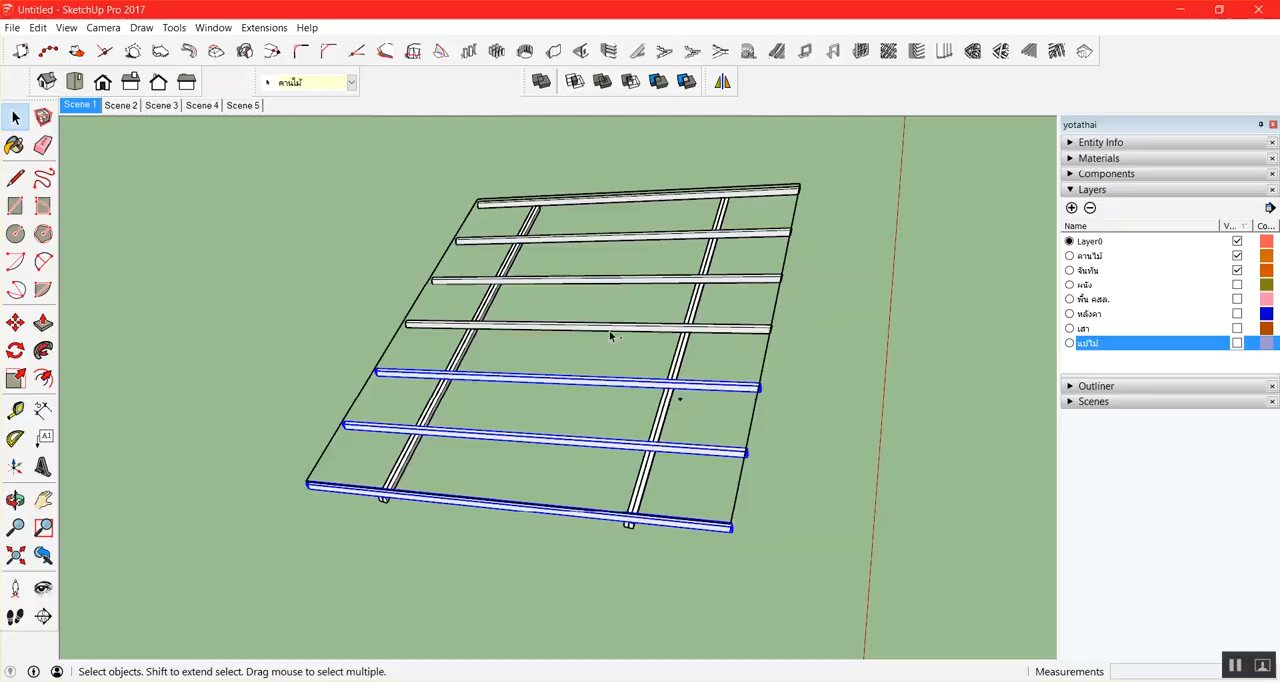 Untitled - SketchUp Pro 2017
File Edit View Camera Draw Tools Window Extensions Help
คานไม้
Scene 1 Scene 2 Scene 3 Scene 4 Scene 5
yotathai
Entity Info
Materials
Components
Layers
Name V... Co...
Layer0
คานไม้
จันทัน
ผนัง
พื้น คสล.
หลังคา
เสา
แปไม้
Outliner
Scenes
A1
Select objects. Shift to extend select. Drag mouse to select multiple.
Measurements